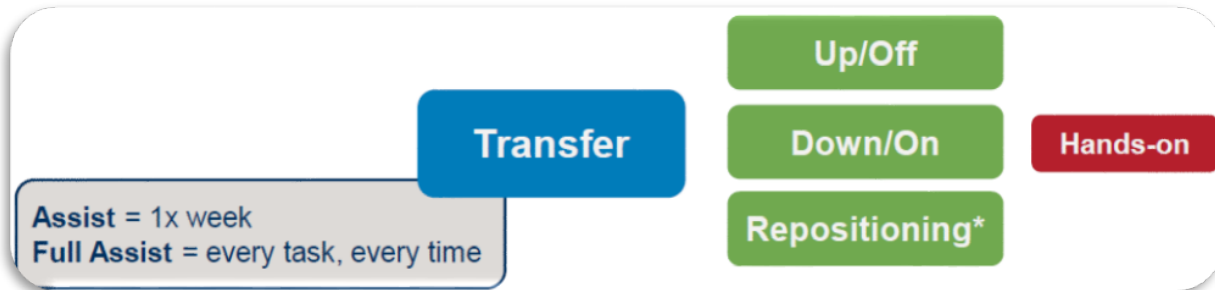 Up/Off
Transfer
Down/On
Hands-on
Repositioning*
Assist = 1x week
Full Assist = every task, every time